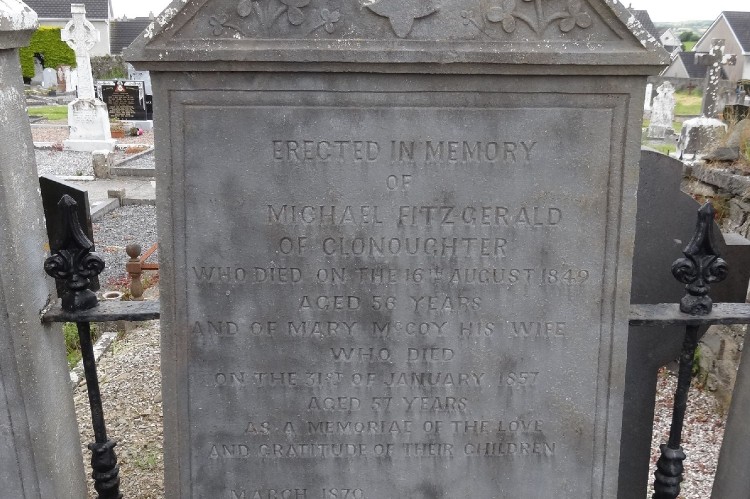 ERECTED IN MEMORY
OF
MICHAEL FITZGERALD
OF CLONOUGHTER
WHO DIED ON THE 16TH AUGUST 1849
AGED 56 YEARS
AND OF MARY MCCOY HIS WIFE
WHO DIED
ON THE 31ST OF JANUARY 1857
AGED 57 YEARS
AS A MEMORIAE OF THE LOVE
AND GRATITUDE OF THEIR CHILDREN
MARCH 1870